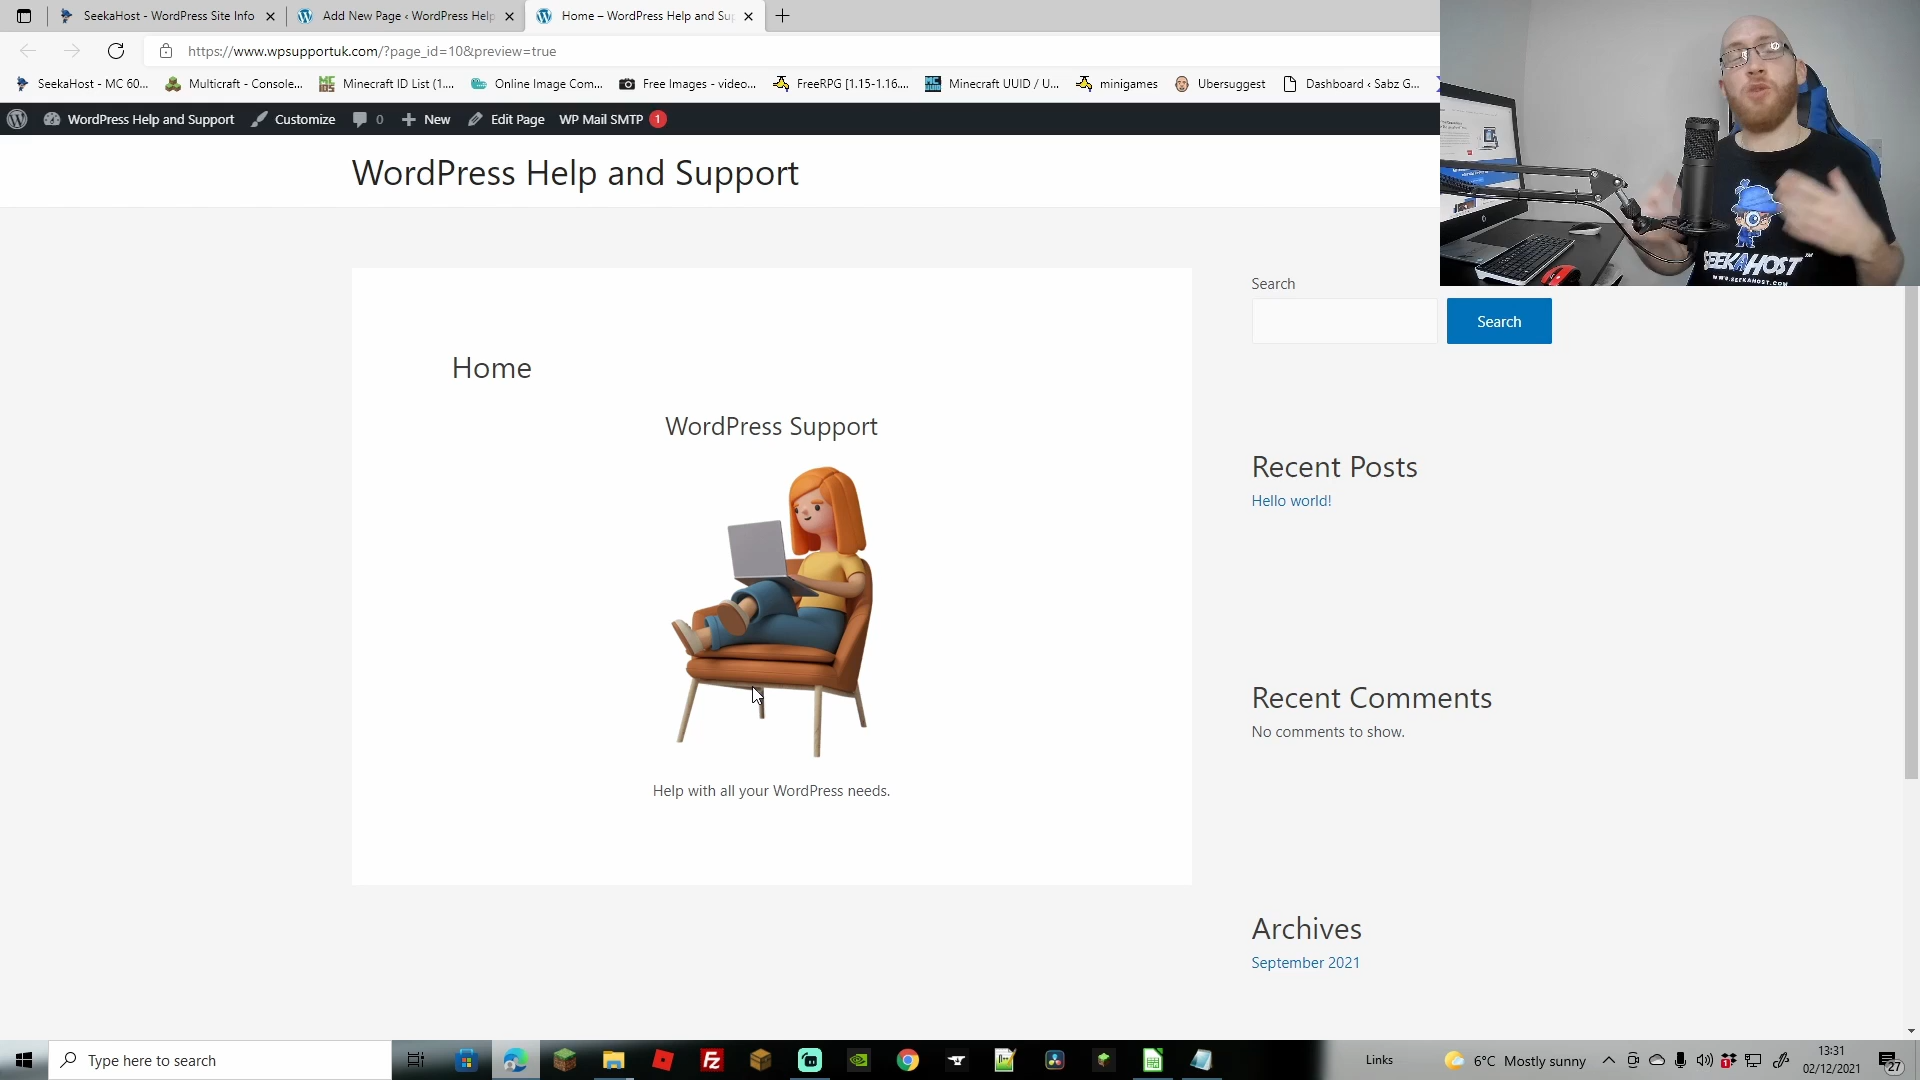 SeekaHost - WordPress Site Info
Add New Page ‹ WordPress Help
Home – WordPress Help and Su
https://www.wpsupportuk.com/?page_id=10&preview=true
SeekaHost - MC 60...
Multicraft - Console...
Minecraft ID List (1....
Online Image Com...
Free Images - video...
FreeRPG [1.15-1.16....
Minecraft UUID / U...
minigames
Ubersuggest
Dashboard ‹ Sabz G...
WordPress Help and Support
Customize
0
New
Edit Page
WP Mail SMTP
1
WordPress Help and Support
SEEKAHOST™
WWW.SEEKAHOST.COM
Search
Search
Home
WordPress Support
Help with all your WordPress needs.
Recent Posts
Hello world!
Recent Comments
No comments to show.
Archives
September 2021
Type here to search
Links
6°C Mostly sunny
13:31
02/12/2021
27